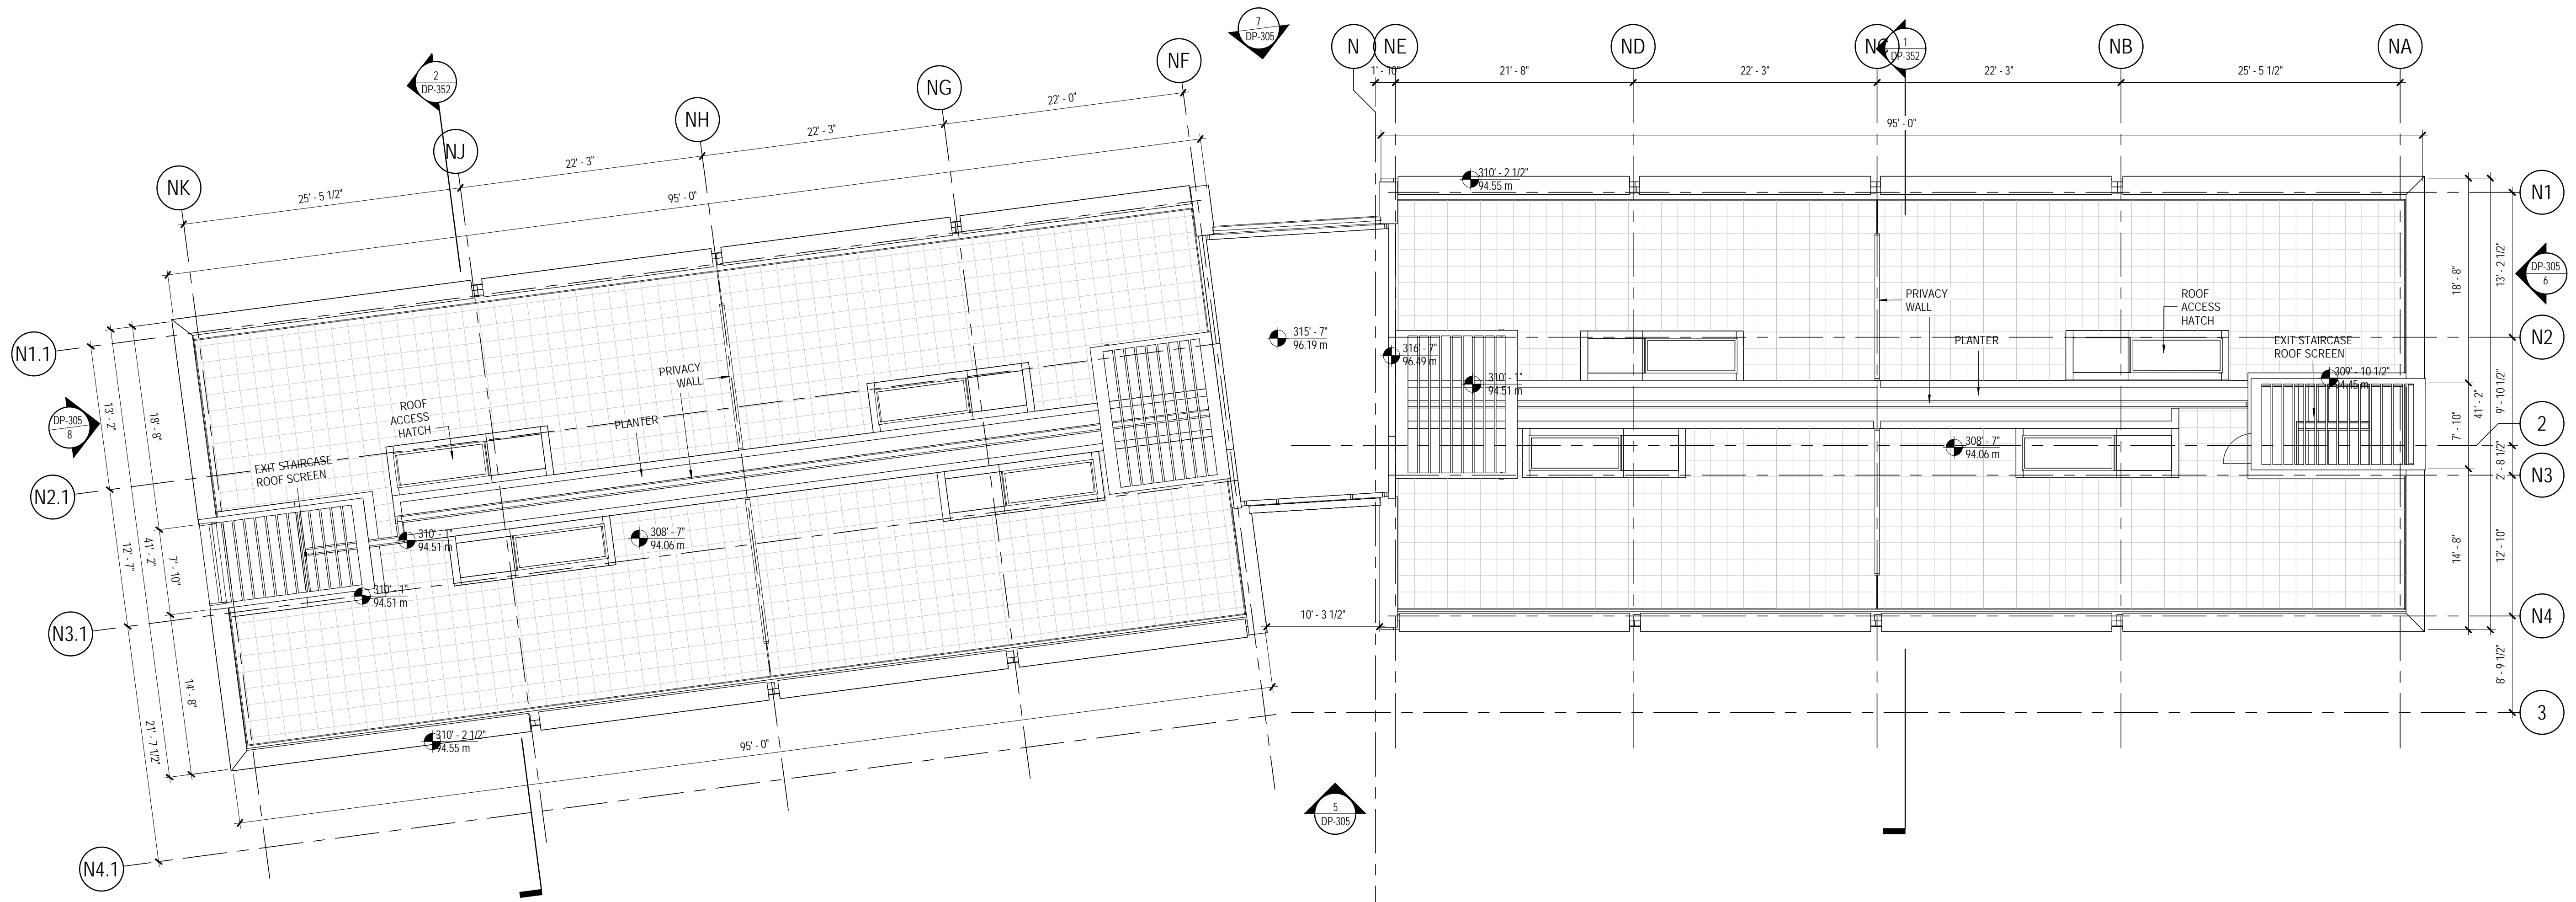 7
DP-305
N
NE
ND
NC
1
DP-352
NB
NA
1' - 10"
21' - 8"
22' - 3"
22' - 3"
25' - 5 1/2"
95' - 0"
2
DP-352
NK
NJ
NH
NG
NF
25' - 5 1/2"
22' - 3"
22' - 3"
22' - 0"
95' - 0"
N1.1
N2.1
N3.1
N4.1
DP-305
8
13' - 2"
12' - 7"
21' - 7 1/2"
41' - 2"
18' - 8"
7' - 10"
14' - 8"
ROOF
ACCESS
HATCH
EXIT STAIRCASE
ROOF SCREEN
PLANTER
PRIVACY
WALL
310' - 1"
94.51 m
310' - 1"
94.51 m
308' - 7"
94.06 m
310' - 2 1/2"
94.55 m
95' - 0"
315' - 7"
96.19 m
10' - 3 1/2"
5
DP-305
310' - 2 1/2"
94.55 m
316' - 7"
96.49 m
310' - 1"
94.51 m
PRIVACY
WALL
PLANTER
ROOF
ACCESS
HATCH
EXIT STAIRCASE
ROOF SCREEN
309' - 10 1/2"
94.45 m
308' - 7"
94.06 m
18' - 8"
7' - 10"
14' - 8"
41' - 2"
13' - 2 1/2"
9' - 10 1/2"
2' - 8 1/2"
12' - 10"
8' - 9 1/2"
N1
DP-305
6
N2
2
N3
N4
3